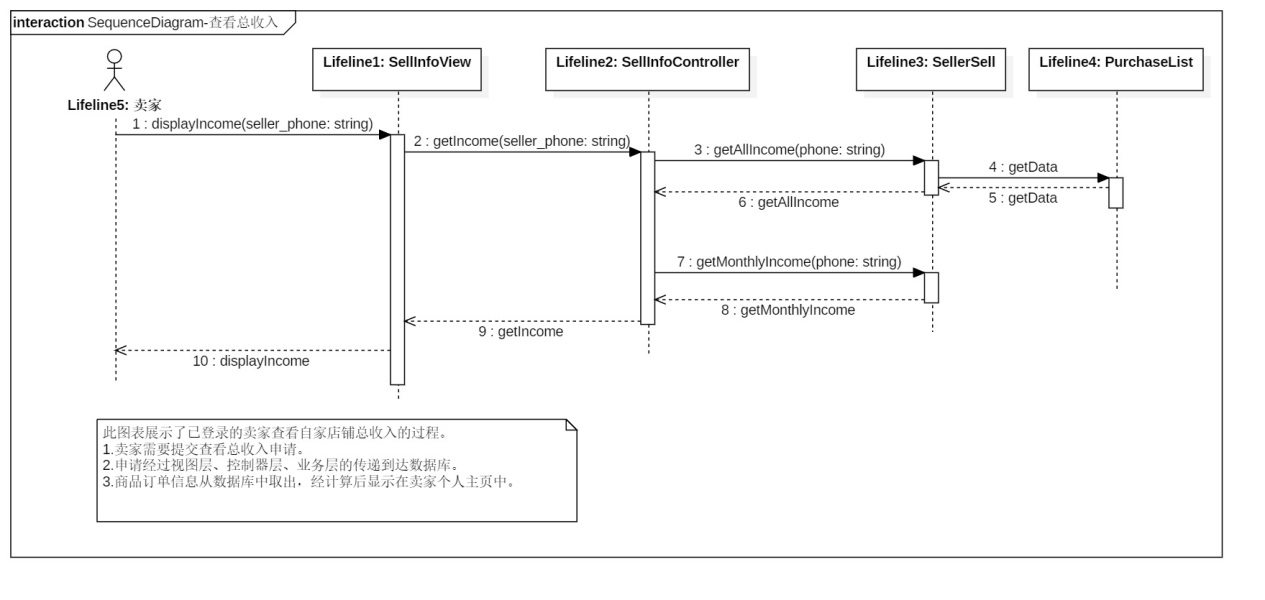 interaction SequenceDiagram-查看总收入
Lifeline1: SellInfoView
Lifeline2: SellInfoController
Lifeline3: SellerSell
Lifeline4: PurchaseList
Lifeline5: 卖家
1 : displayIncome(seller_phone: string)
2 : getIncome(seller_phone: string)
3 : getAllIncome(phone: string)
4 : getData
5 : getData
6 : getAllIncome
7 : getMonthlyIncome(phone: string)
8 : getMonthlyIncome
9 : getIncome
10 : displayIncome
此图表展示了已登录的卖家查看自家店铺总收入的过程。
1.卖家需要提交查看总收入申请。
2.申请经过视图层、控制器层、业务层的传递到达数据库。
3.商品订单信息从数据库中取出，经计算后显示在卖家个人主页中。